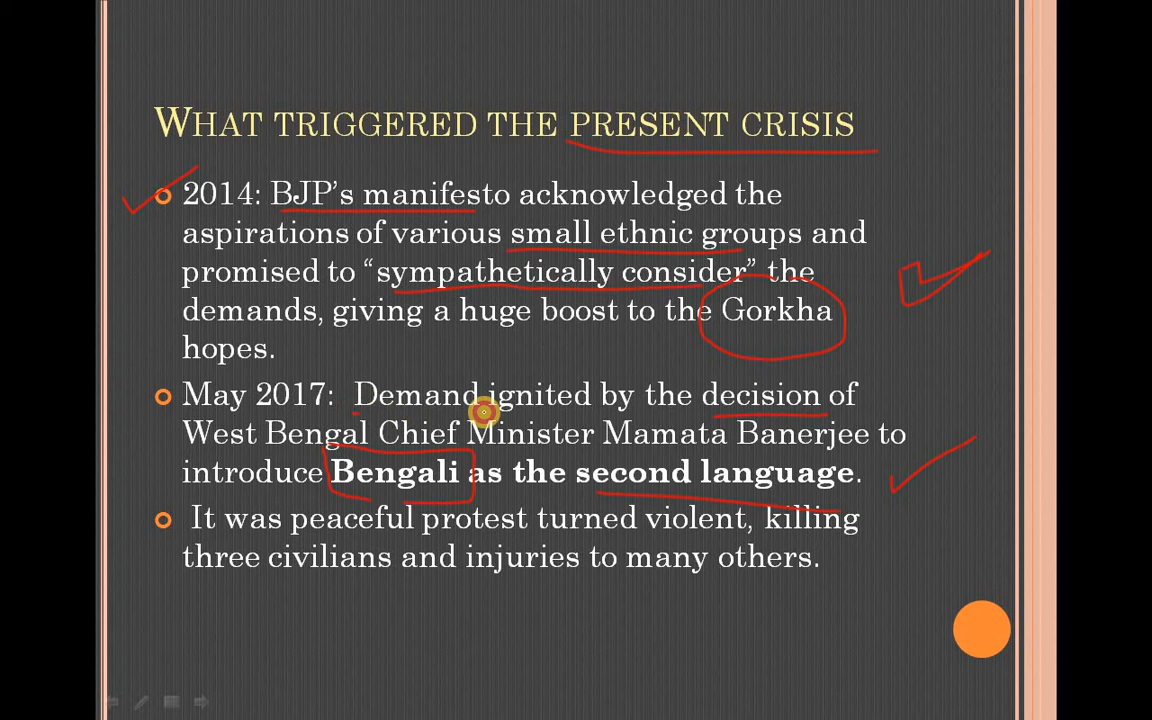 WHAT TRIGGERED THE PRESENT CRISIS
2014: BJP's manifesto acknowledged the
aspirations of various small ethnic groups and
promised to “sympathetically consider” the
demands, giving a huge boost to the Gorkha
hopes.
May 2017: Demand ignited by the decision of
West Bengal Chief Minister Mamata Banerjee to
introduce Bengali as the second language.
It was peaceful protest turned violent, killing
three civilians and injuries to many others.